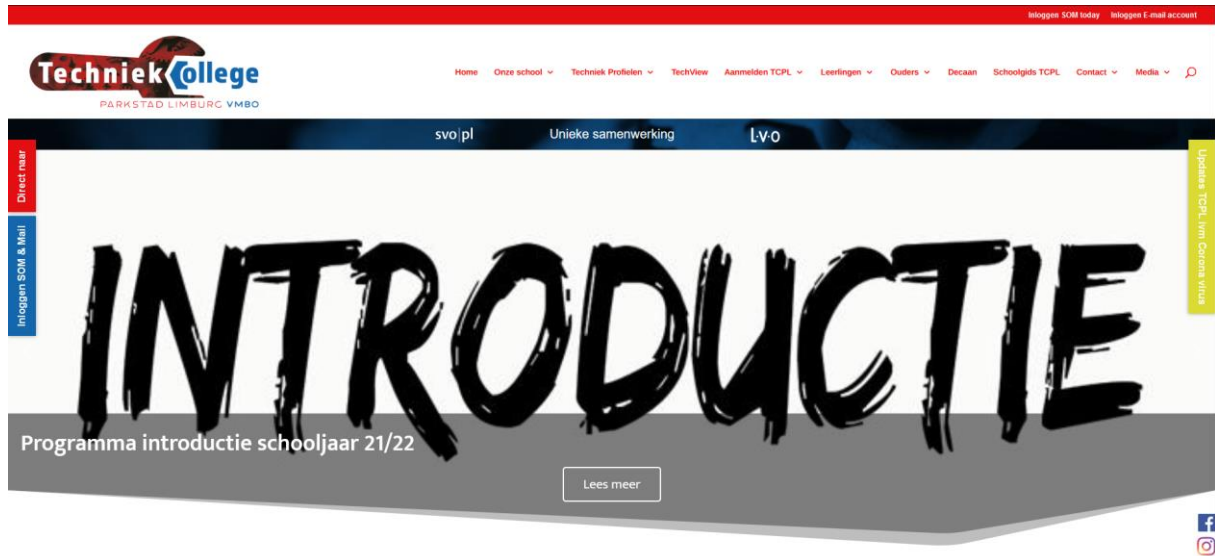 Inloggen SOM today Inloggen E-mail account
Techniek College
PARKSTAD LIMBURG VMBO
Home Onze school Techniek Profielen TechView Aanmelden TCPL Leerlingen Ouders Decaan Schoolgids TCPL Contact Media
svo|pl Unieke samenwerking L·v·o
Direct naar
Inloggen SOM & Mail
Updates TCPL ivm Corona virus
INTRODUCTIE
Programma introductie schooljaar 21/22
Lees meer